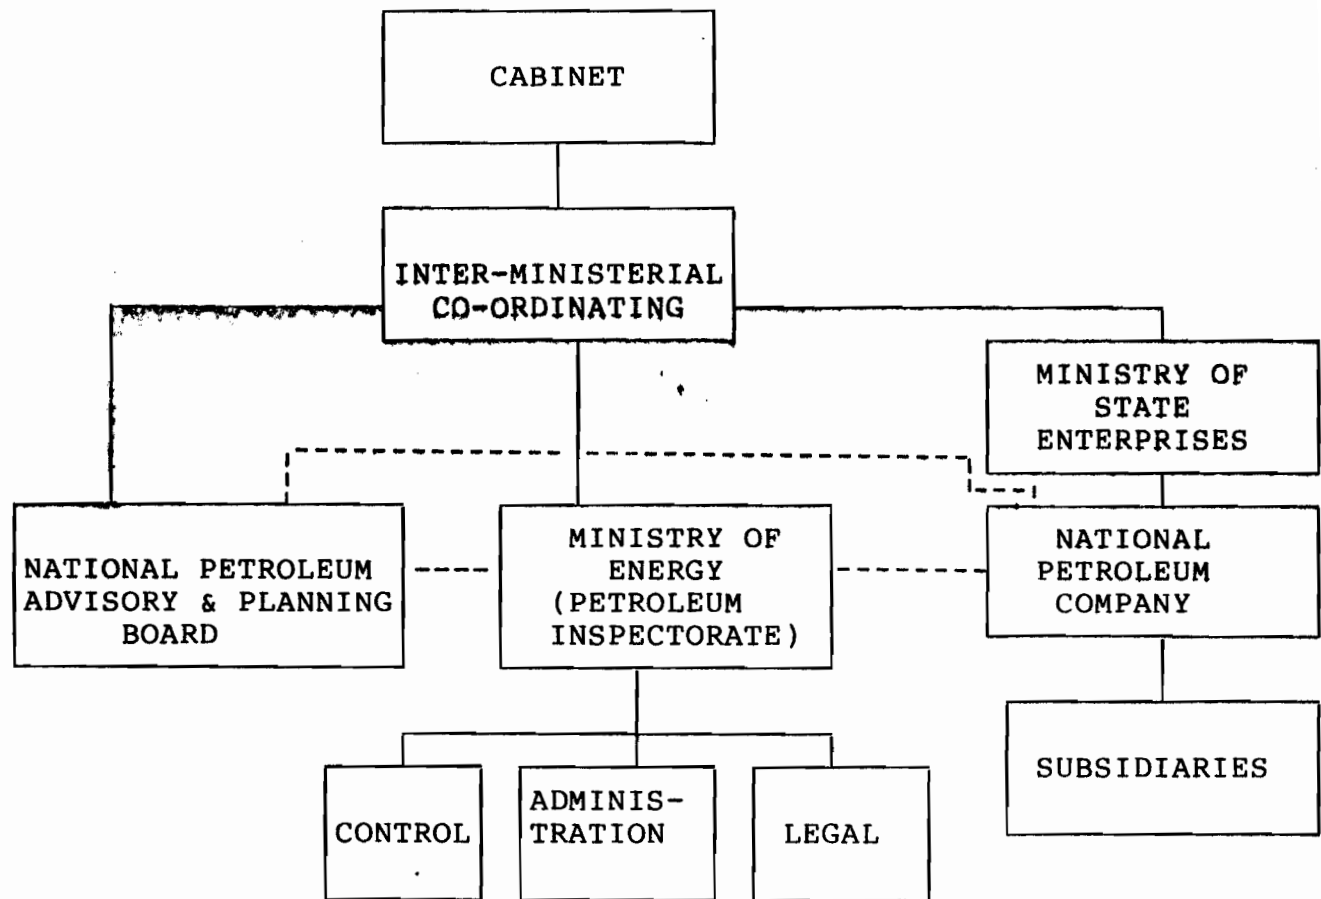 CABINET
INTER-MINISTERIAL
CO-ORDINATING
MINISTRY OF
STATE
ENTERPRISES
NATIONAL PETROLEUM
ADVISORY & PLANNING
BOARD
MINISTRY OF
ENERGY
(PETROLEUM
INSPECTORATE)
NATIONAL
PETROLEUM
COMPANY
SUBSIDIARIES
CONTROL
ADMINIS-
TRATION
LEGAL